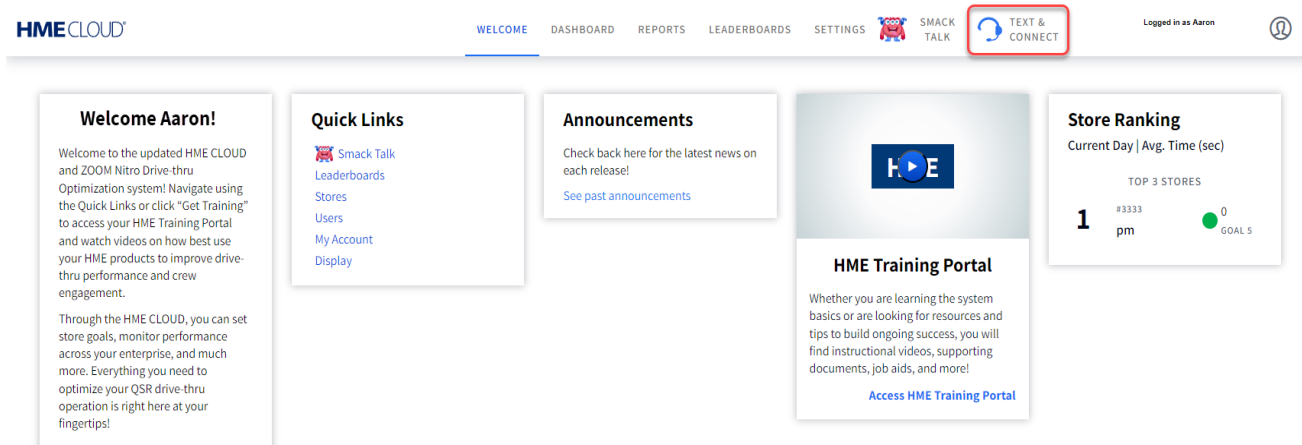 HME CLOUD®
WELCOME
DASHBOARD
REPORTS
LEADERBOARDS
SETTINGS
SMACK
TALK
TEXT &
CONNECT
Logged in as Aaron
Welcome Aaron!
Welcome to the updated HME CLOUD
and ZOOM Nitro Drive-thru
Optimization system! Navigate using
the Quick Links or click “Get Training”
to access your HME Training Portal
and watch videos on how best use
your HME products to improve drive-
thru performance and crew
engagement.
Through the HME CLOUD, you can set
store goals, monitor performance
across your enterprise, and much
more. Everything you need to
optimize your QSR drive-thru
operation is right here at your
fingertips!
Quick Links
Smack Talk
Leaderboards
Stores
Users
My Account
Display
Announcements
Check back here for the latest news on
each release!
See past announcements
HME Training Portal
Whether you are learning the system
basics or are looking for resources and
tips to build ongoing success, you will
find instructional videos, supporting
documents, job aids, and more!
Access HME Training Portal
Store Ranking
Current Day | Avg. Time (sec)
TOP 3 STORES
1
#3333
pm
0
GOAL 5